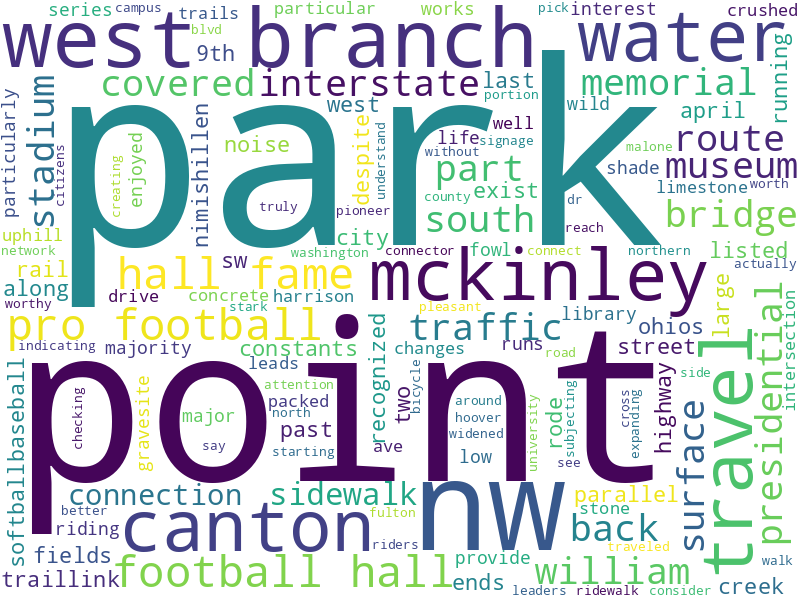 series campus trails particular works pick interest crushed
west branch water
blvd
9th
covered interstate last memorial
portion
west wild april
particularly
stadium
nimishillen
noise
despite
understand
life well signage
without
route
running
shade museum
malone
citizens
creating
enjoyed
park
part exist
county
limestone worth
truly pioneer
south dr
reach
bridge
uphill
network
city
washington
connector fowl connect northern listed
rail sw
actually
along
hall fame mckinley
worthy drive concrete harrison
stark pleasant
library
large
pro football traffic ohios
road
indicating majority constants
recognized
changes runs street
side
intersection
leads attention two bicycle
point
softballbaseball
checking
gravesite
major packed
north
around
hoover
widened
rode
subjecting
cross
expanding
highway
travel
presidential
say starting past ave low
university
see
surface
connection sidewalk nw parallel
better riding
canton
fulton
stone
back
fields riders traveled
provide walk
traillink football hall ends william creek
leaders ridewalk consider